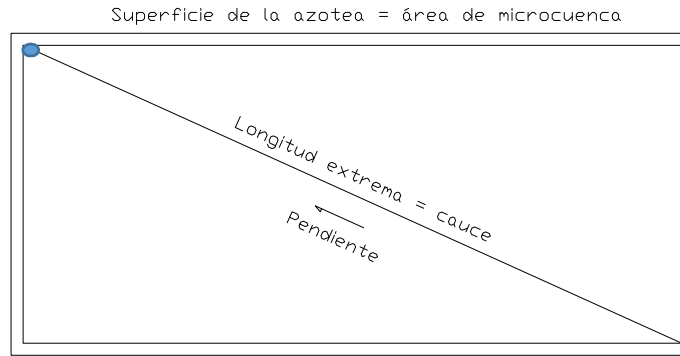 Superficie de la azotea = área de microcuenca
Longitud extrema = cauce
Pendiente